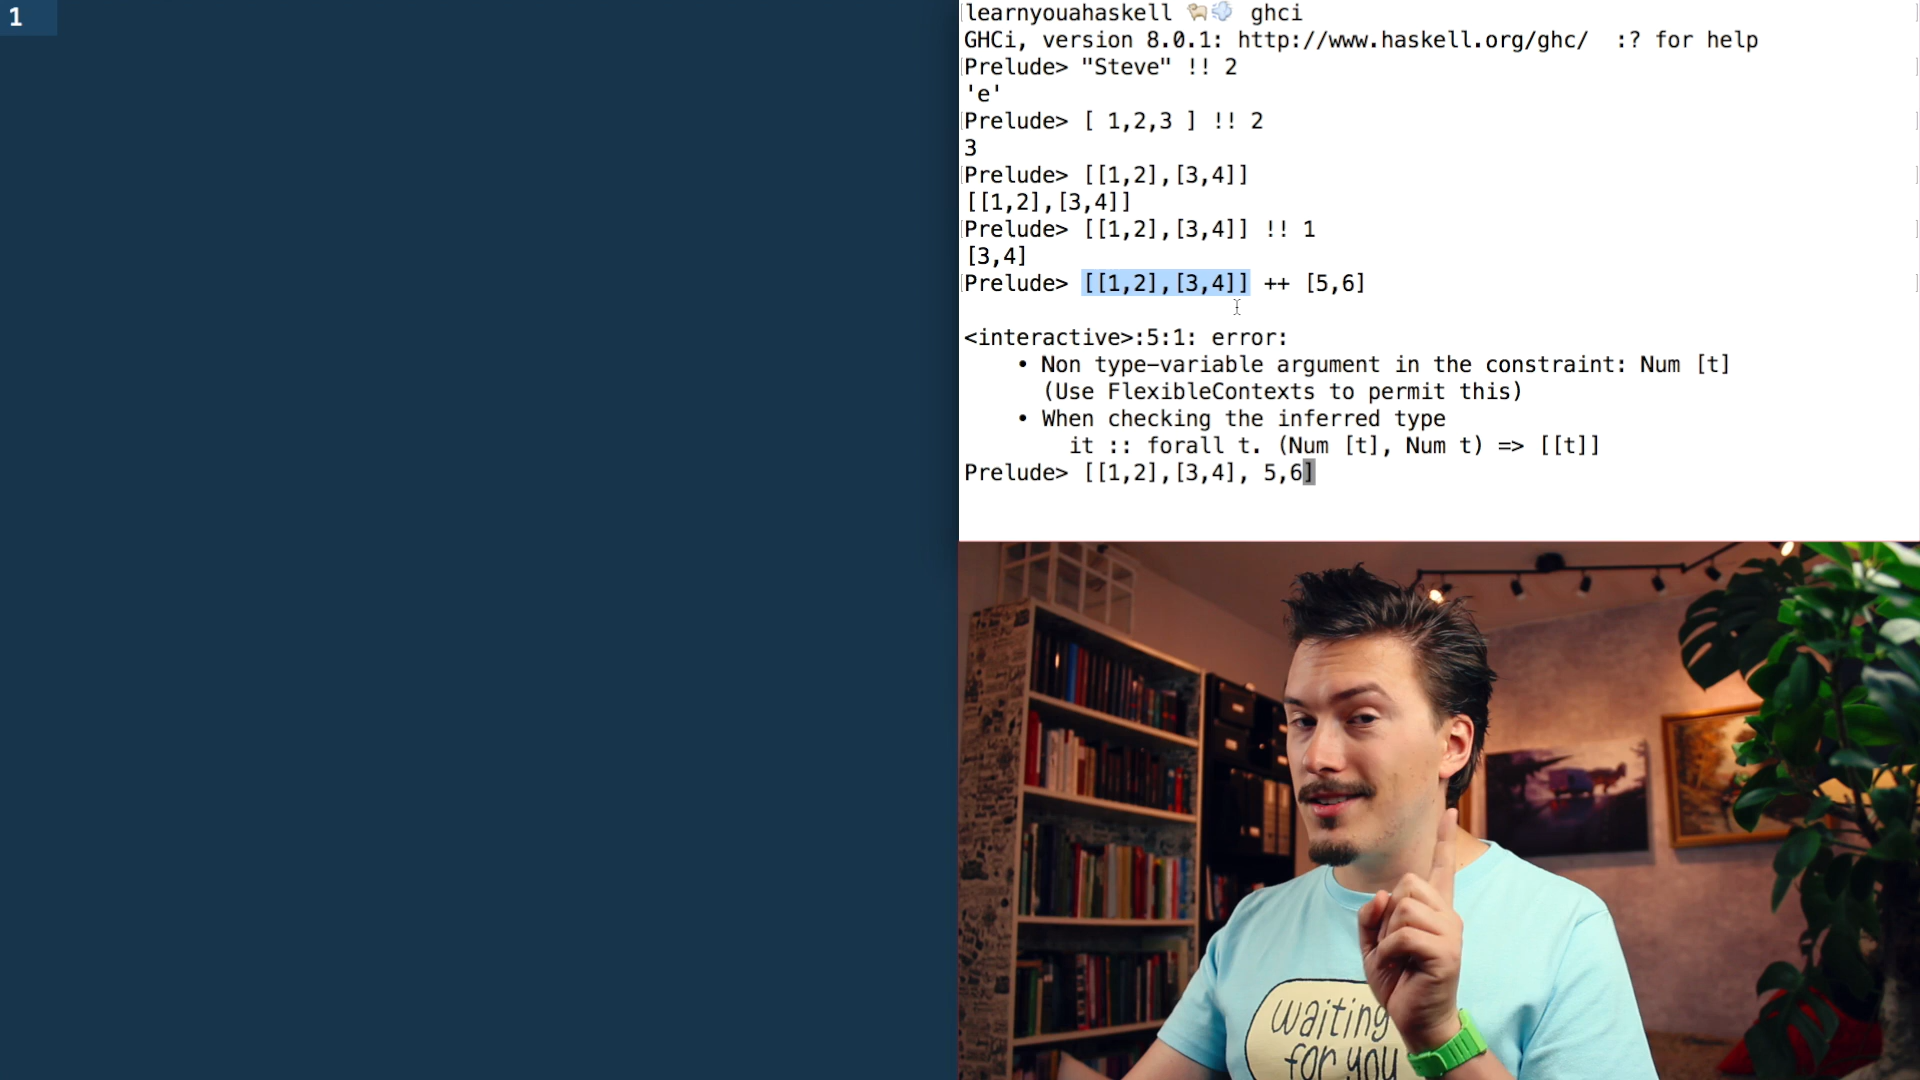 1
learnyouahaskell 🐏💨 ghci
GHCi, version 8.0.1: http://www.haskell.org/ghc/  :? for help
Prelude> "Steve" !! 2
'e'
Prelude> [ 1,2,3 ] !! 2
3
Prelude> [[1,2],[3,4]]
[[1,2],[3,4]]
Prelude> [[1,2],[3,4]] !! 1
[3,4]
Prelude> [[1,2],[3,4]] ++ [5,6]
<interactive>:5:1: error:
• Non type-variable argument in the constraint: Num [t]
(Use FlexibleContexts to permit this)
• When checking the inferred type
it :: forall t. (Num [t], Num t) => [[t]]
Prelude> [[1,2],[3,4], 5,6]
waiting
for you